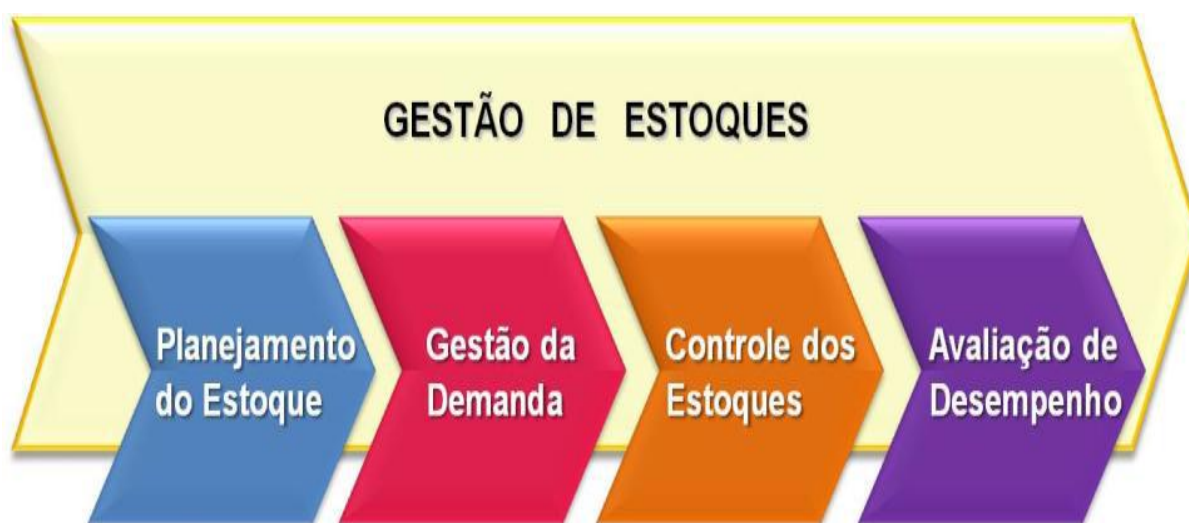 GESTÃO DE ESTOQUES
Planejamento
do Estoque
Gestão da
Demanda
Controle dos
Estoques
Avaliação de
Desempenho